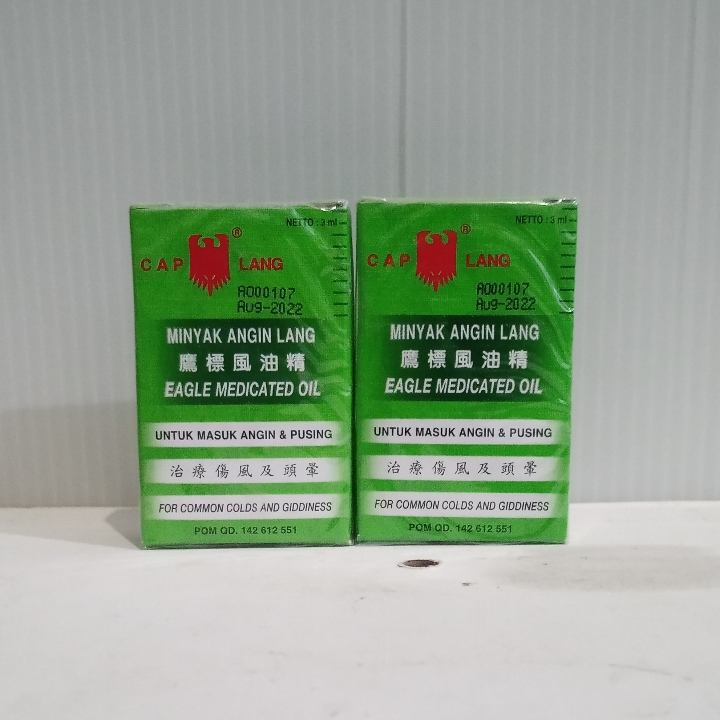 NETTO : 3 ml
®
CAP LANG
A000107
Aug-2022
MINYAK ANGIN LANG
鷹標風油精
EAGLE MEDICATED OIL
UNTUK MASUK ANGIN & PUSING
治療傷風及頭暈
FOR COMMON COLDS AND GIDDINESS
POM QD. 142 612 551
NETTO : 3 ml
®
CAP LANG
A000107
Aug-2022
MINYAK ANGIN LANG
鷹標風油精
EAGLE MEDICATED OIL
UNTUK MASUK ANGIN & PUSING
治療傷風及頭暈
FOR COMMON COLDS AND GIDDINESS
POM QD. 142 612 551